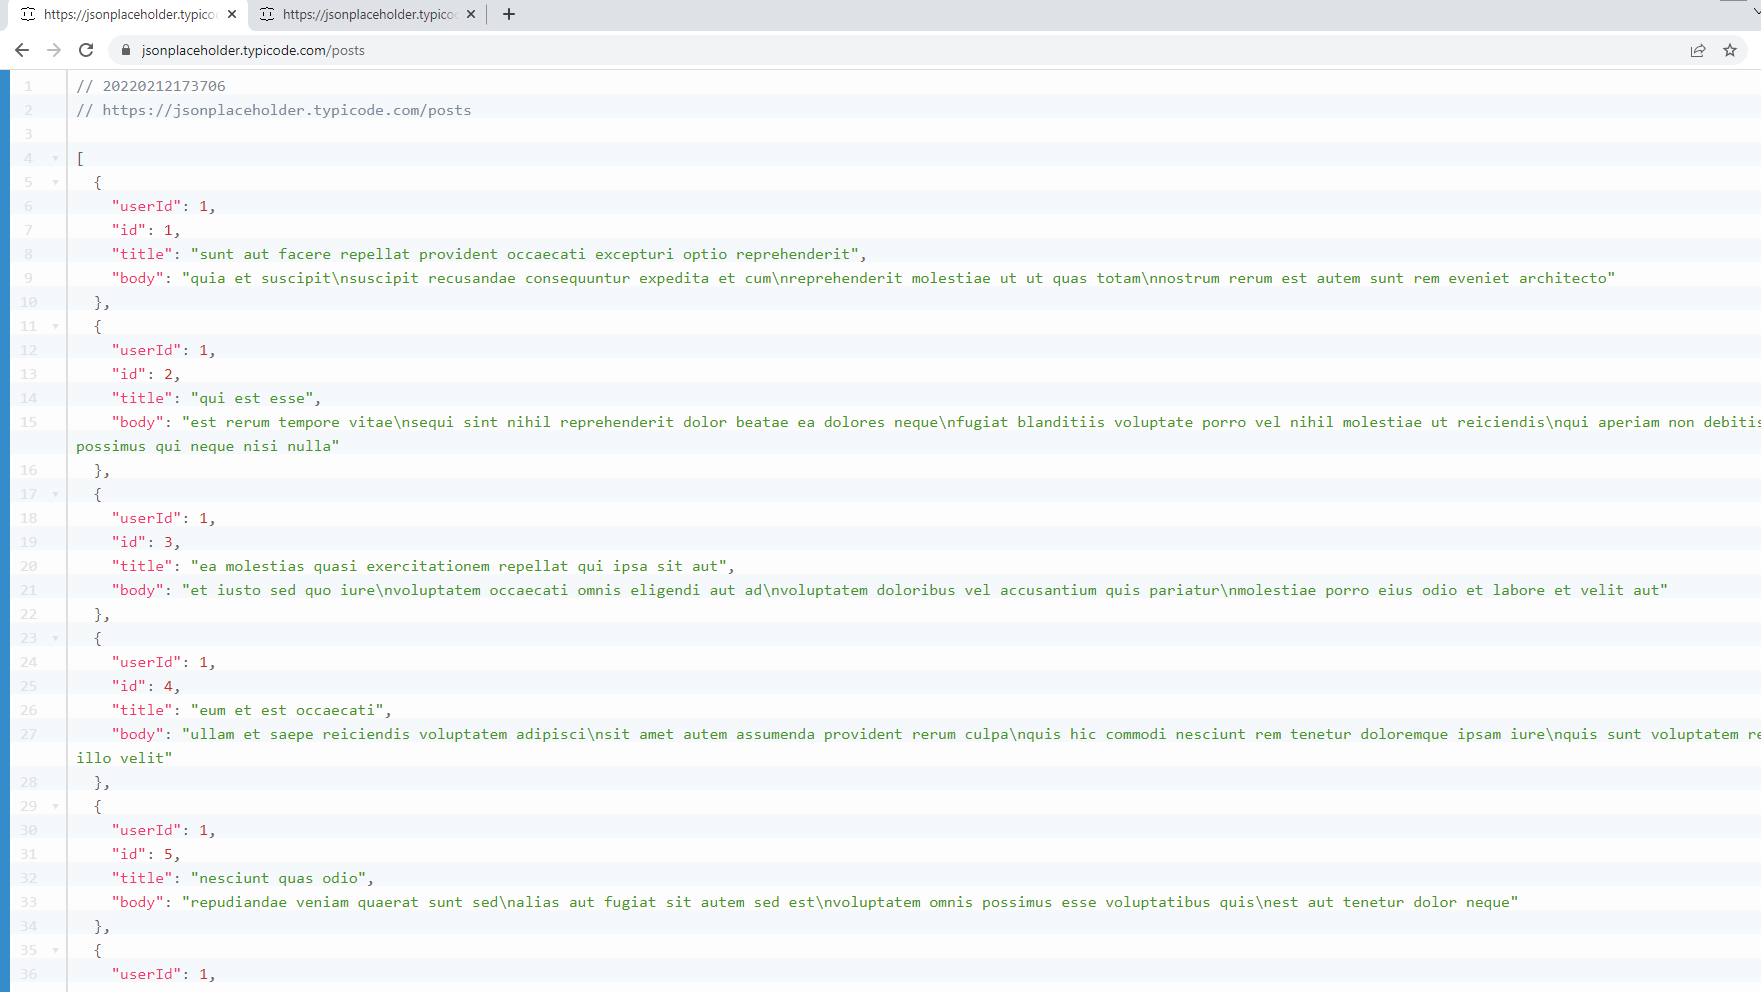 https://jsonplaceholder.typico
https://jsonplaceholder.typico
jsonplaceholder.typicode.com/posts
1 // 20220212173706
2 // https://jsonplaceholder.typicode.com/posts
3
4 [
5 {
6 "userId": 1,
7 "id": 1,
8 "title": "sunt aut facere repellat provident occaecati excepturi optio reprehenderit",
9 "body": "quia et suscipit\nsuscipit recusandae consequuntur expedita et cum\nreprehenderit molestiae ut ut quas totam\nnostrum rerum est autem sunt rem eveniet architecto"
10 },
11 {
12 "userId": 1,
13 "id": 2,
14 "title": "qui est esse",
15 "body": "est rerum tempore vitae\nsequi sint nihil reprehenderit dolor beatae ea dolores neque\nfugiat blanditiis voluptate porro vel nihil molestiae ut reiciendis\nqui aperiam non debitis
possimus qui neque nisi nulla"
16 },
17 {
18 "userId": 1,
19 "id": 3,
20 "title": "ea molestias quasi exercitationem repellat qui ipsa sit aut",
21 "body": "et iusto sed quo iure\nvoluptatem occaecati omnis eligendi aut ad\nvoluptatem doloribus vel accusantium quis pariatur\nmolestiae porro eius odio et labore et velit aut"
22 },
23 {
24 "userId": 1,
25 "id": 4,
26 "title": "eum et est occaecati",
27 "body": "ullam et saepe reiciendis voluptatem adipisci\nsit amet autem assumenda provident rerum culpa\nquis hic commodi nesciunt rem tenetur doloremque ipsam iure\nquis sunt voluptatem re
illo velit"
28 },
29 {
30 "userId": 1,
31 "id": 5,
32 "title": "nesciunt quas odio",
33 "body": "repudiandae veniam quaerat sunt sed\nalias aut fugiat sit autem sed est\nvoluptatem omnis possimus esse voluptatibus quis\nest aut tenetur dolor neque"
34 },
35 {
36 "userId": 1,